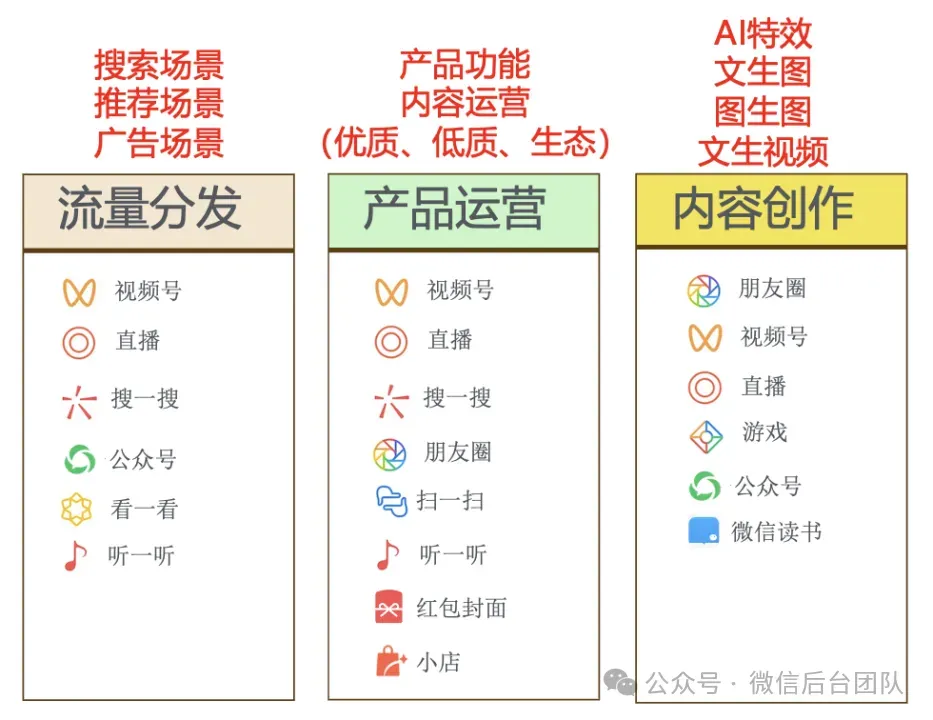 搜索场景
推荐场景
广告场景
流量分发
视频号
直播
搜一搜
公众号
看一看
听一听
产品功能
内容运营
（优质、低质、生态）
产品运营
视频号
直播
搜一搜
朋友圈
扫一扫
听一听
红包封面
小店
AI特效
文生图
图生图
文生视频
内容创作
朋友圈
视频号
直播
游戏
公众号
微信读书
公众号 · 微信后台团队